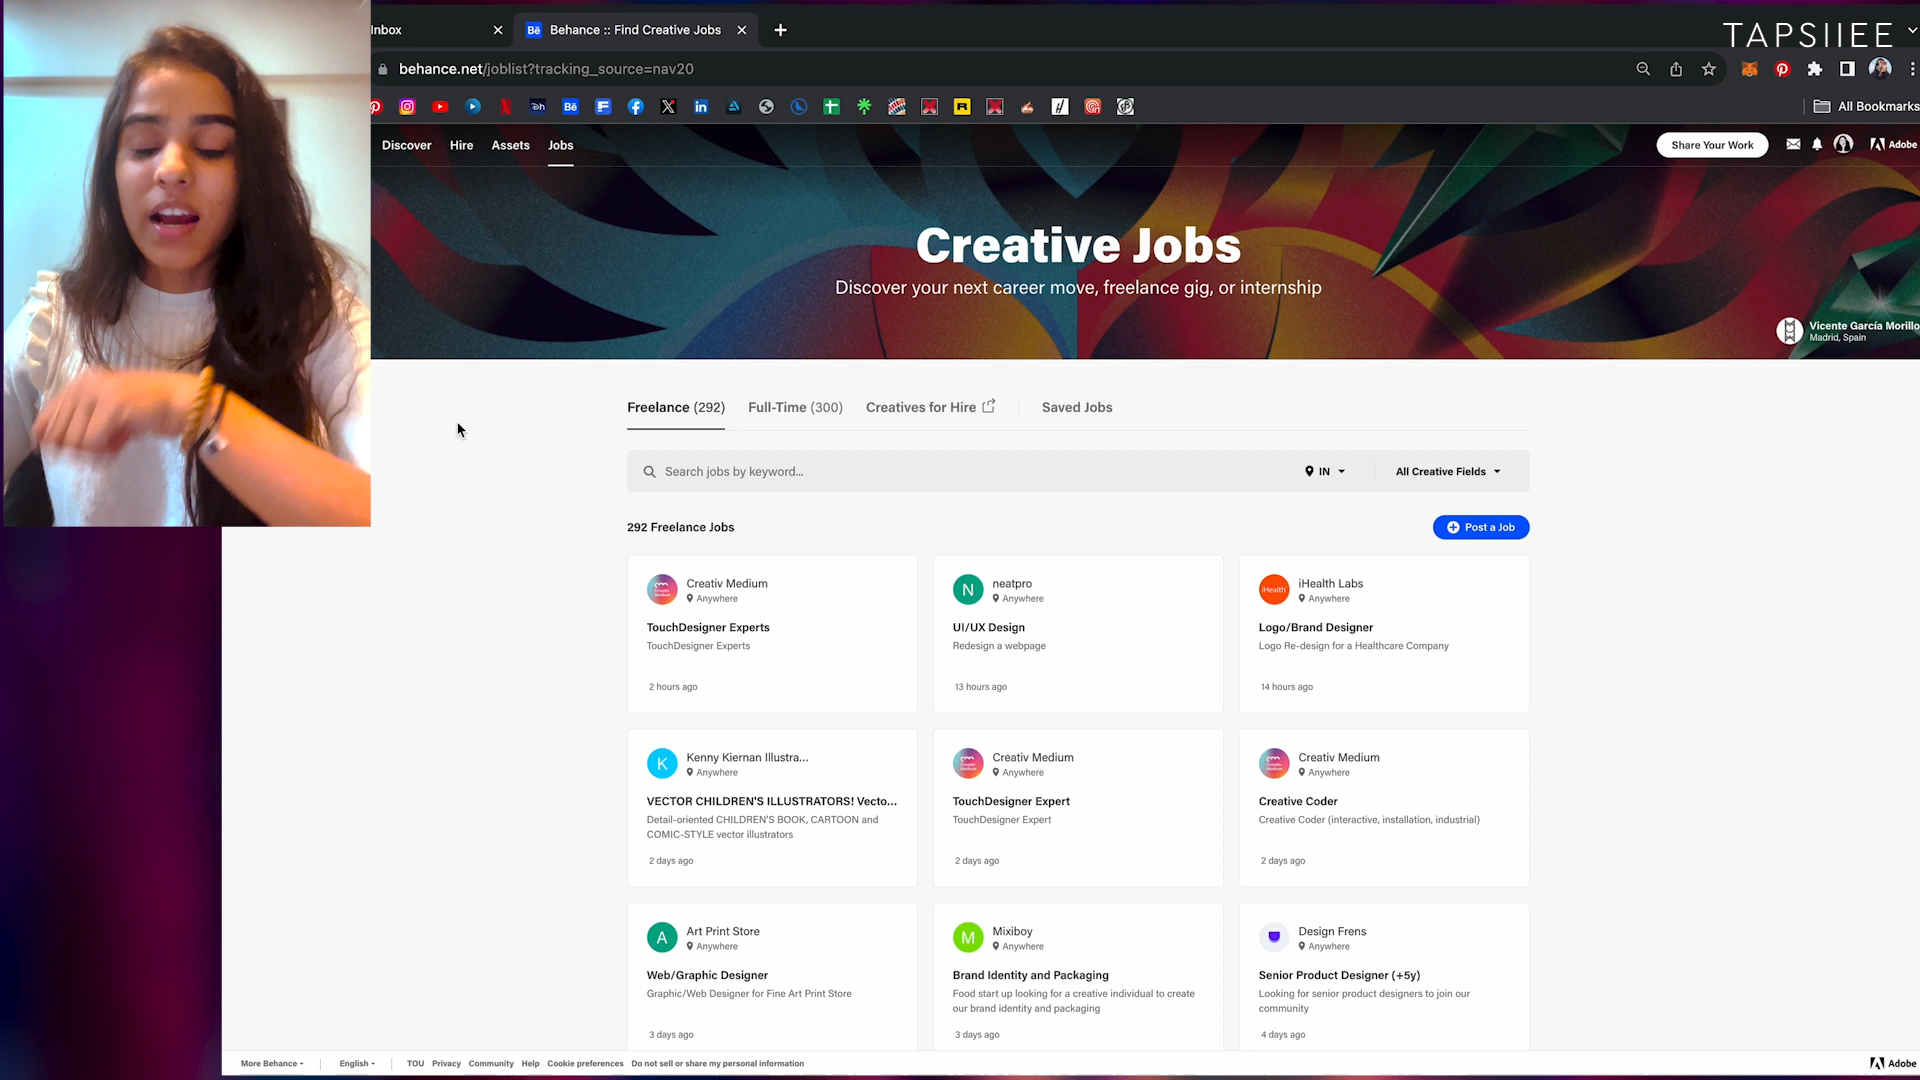 Inbox
Bē Behance :: Find Creative Jobs
TAPSIIEE
behance.net/joblist?tracking_source=nav20
All Bookmarks
Discover Hire Assets Jobs
Share Your Work
Adobe
Creative Jobs
Discover your next career move, freelance gig, or internship
Vicente García Morillo
Madrid, Spain
Freelance (292) Full-Time (300) Creatives for Hire Saved Jobs
Search jobs by keyword...
IN
All Creative Fields
292 Freelance Jobs
Post a Job
Creativ Medium
Anywhere
TouchDesigner Experts
TouchDesigner Experts
2 hours ago
N
neatpro
Anywhere
UI/UX Design
Redesign a webpage
13 hours ago
iHealth
iHealth Labs
Anywhere
Logo/Brand Designer
Logo Re-design for a Healthcare Company
14 hours ago
K
Kenny Kiernan Illustra...
Anywhere
VECTOR CHILDREN'S ILLUSTRATORS! Vecto...
Detail-oriented CHILDREN'S BOOK, CARTOON and
COMIC-STYLE vector illustrators
2 days ago
Creativ Medium
Anywhere
TouchDesigner Expert
TouchDesigner Expert
2 days ago
Creativ Medium
Anywhere
Creative Coder
Creative Coder (interactive, installation, industrial)
2 days ago
A
Art Print Store
Anywhere
Web/Graphic Designer
Graphic/Web Designer for Fine Art Print Store
3 days ago
M
Mixiboy
Anywhere
Brand Identity and Packaging
Food start up looking for a creative individual to create
our brand identity and packaging
3 days ago
Design Frens
Anywhere
Senior Product Designer (+5y)
Looking for senior product designers to join our
community
4 days ago
More Behance English TOU Privacy Community Help Cookie preferences Do not sell or share my personal information
Adobe